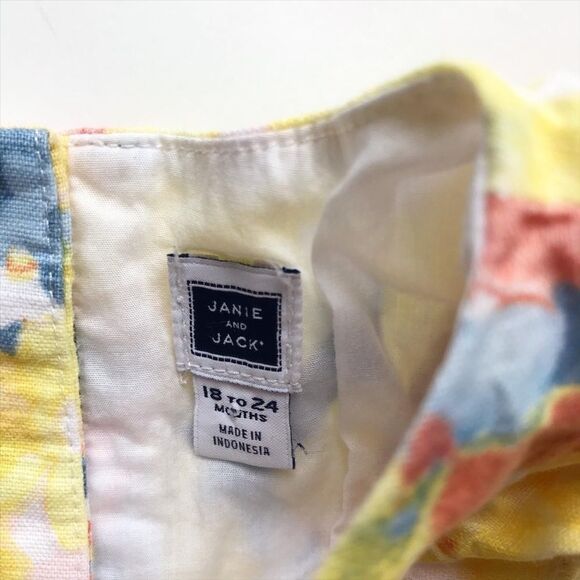 JANIE
AND
JACK
18 TO 24
MONTHS
MADE IN
INDONESIA